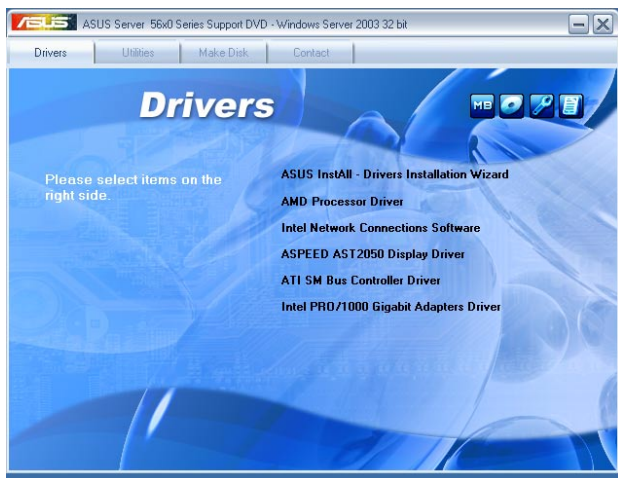 ASUS ASUS Server 56x0 Series Support DVD - Windows Server 2003 32 bit
Drivers Utilities Make Disk Contact
Drivers
MB
Please select items on the
right side.
ASUS InstAll - Drivers Installation Wizard
AMD Processor Driver
Intel Network Connections Software
ASPEED AST2050 Display Driver
ATI SM Bus Controller Driver
Intel PRO/1000 Gigabit Adapters Driver